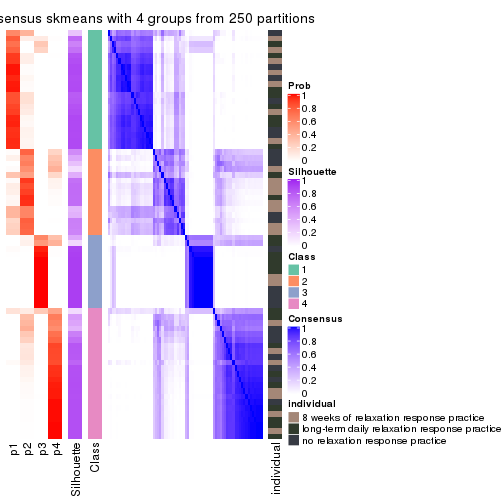 sensus skmeans with 4 groups from 250 partitions
Prob
1
0.8
0.6
0.4
0.2
0
Silhouette
1
0.8
0.6
0.4
0.2
0
Class
1
2
3
4
Consensus
1
0.8
0.6
0.4
0.2
0
individual
8 weeks of relaxation response practice
long-term daily relaxation response practice
no relaxation response practice
p1
p2
p3
p4
Silhouette
Class
individual